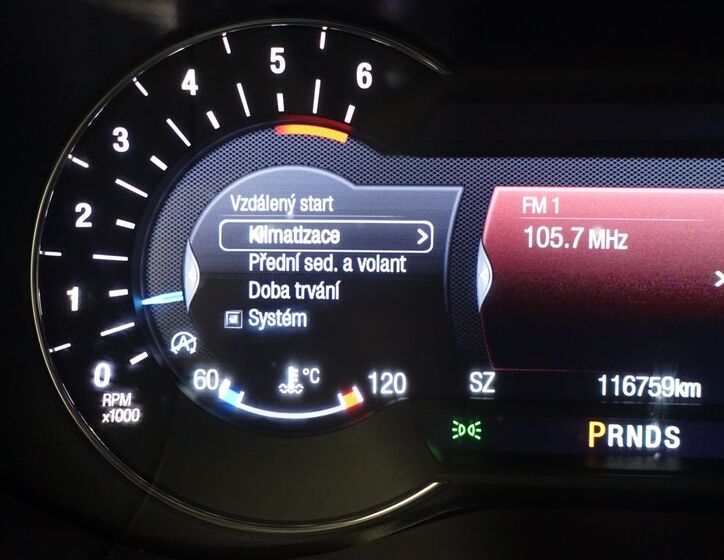 6
5
4
3
2
1
0
RPM
x1000
Vzdálený start
Klimatizace
Přední sed. a volant
Doba trvání
Systém
60 °C 120
FM 1
105.7 MHz
SZ 116759km
PRNDS